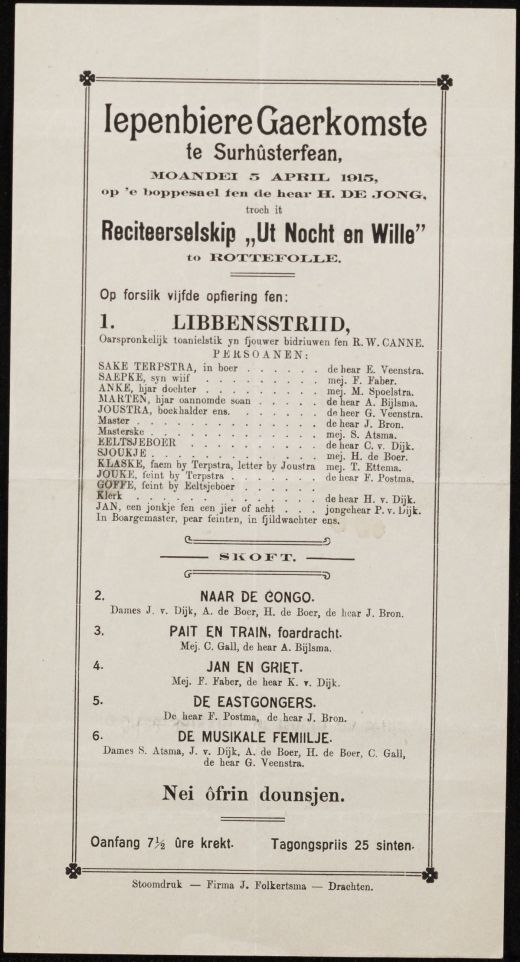 Iepenbiere Gaerkomste
te Surhûsterfean,
MOANDEI 5 APRIL 1915,
op 'e boppesael fen de hear H. DE JONG,
troch it
Reciteerselskip „Ut Nocht en Wille”
to ROTTEFOLLE.
Op forsiik vijfde opfiering fen:
1. LIBBENSSTRIID,
Oarspronkelijk toanielstik yn fjouwer bidriuwen fen R. W. CANNE.
PERSOANEN:
SAKE TERPSTRA, in boer . . . . . . de hear E. Veenstra.
SAEPKE, syn wiif . . . . . . . . mej. F. Faber.
ANKE, hjar dochter . . . . . . . mej. M. Spoelstra.
MARTEN, hjar oannomde soan . . . . . de hear A. Bijlsma.
JOUSTRA, boekhalder ens. . . . . . . de heer G. Veenstra.
Master . . . . . . . . . . de hear J. Bron.
Masterske . . . . . . . . . mej. S. Atsma.
EELTSJEBOER . . . . . . . . de hear C. v. Dijk.
SJOUKJE . . . . . . . . . mej. H. de Boer.
KLASKE, faem by Terpstra, letter by Joustra mej. T. Ettema.
JOUKE, feint by Terpstra . . . . . . de hear F. Postma.
GOFFE, feint by Eeltsjeboer . . . . .
Klerk . . . . . . . . . . de hear H. v. Dijk.
JAN, een jonkje fen een jier of acht . . . jongehear P. v. Dijk.
In Boargemaster, pear feinten, in fjildwachter ens.
SKOFT.
2. NAAR DE CONGO.
Dames J. v. Dijk, A. de Boer, H. de Boer, de hear J. Bron.
3. PAIT EN TRAIN, foardracht.
Mej. C. Gall, de hear A. Bijlsma.
4. JAN EN GRIET.
Mej. F. Faber, de hear K. v. Dijk.
5. DE EASTGONGERS.
De hear F. Postma, de hear J. Bron.
6. DE MUSIKALE FEMIILJE.
Dames S. Atsma, J. v. Dijk, A. de Boer, H. de Boer, C. Gall,
de hear G. Veenstra.
Nei ôfrin dounsjen.
Oanfang 7½ ûre krekt. Tagongspriis 25 sinten.
Stoomdruk — Firma J. Folkertsma — Drachten.